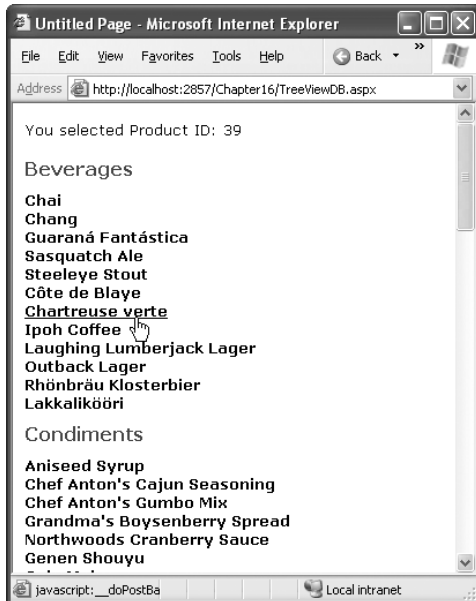 Untitled Page - Microsoft Internet Explorer
File Edit View Favorites Tools Help Back »
Address http://localhost:2857/Chapter16/TreeViewDB.aspx
You selected Product ID: 39
Beverages
Chai
Chang
Guaraná Fantástica
Sasquatch Ale
Steeleye Stout
Côte de Blaye
Chartreuse verte
Ipoh Coffee
Laughing Lumberjack Lager
Outback Lager
Rhönbräu Klosterbier
Lakkalikööri
Condiments
Aniseed Syrup
Chef Anton's Cajun Seasoning
Chef Anton's Gumbo Mix
Grandma's Boysenberry Spread
Northwoods Cranberry Sauce
Genen Shouyu
javascript:__doPostBa Local intranet